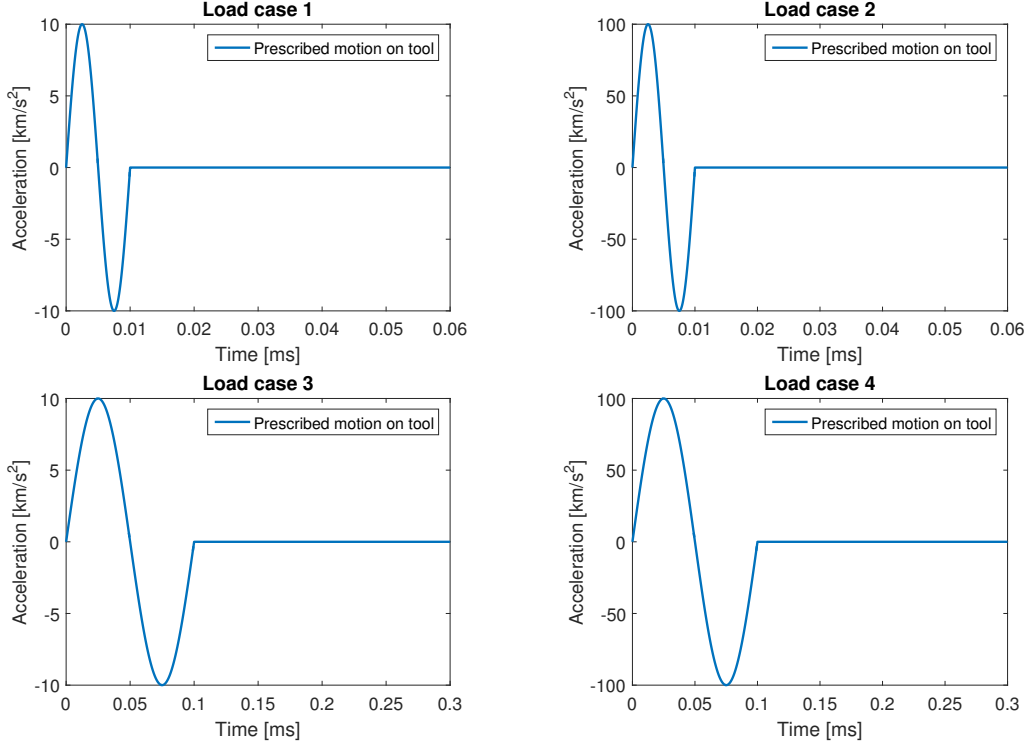 Load case 1
Prescribed motion on tool
Acceleration [km/s²]
10
5
0
-5
-10
0 0.01 0.02 0.03 0.04 0.05 0.06
Time [ms]
Load case 2
Prescribed motion on tool
Acceleration [km/s²]
100
50
0
-50
-100
0 0.01 0.02 0.03 0.04 0.05 0.06
Time [ms]
Load case 3
Prescribed motion on tool
Acceleration [km/s²]
10
5
0
-5
-10
0 0.05 0.1 0.15 0.2 0.25 0.3
Time [ms]
Load case 4
Prescribed motion on tool
Acceleration [km/s²]
100
50
0
-50
-100
0 0.05 0.1 0.15 0.2 0.25 0.3
Time [ms]